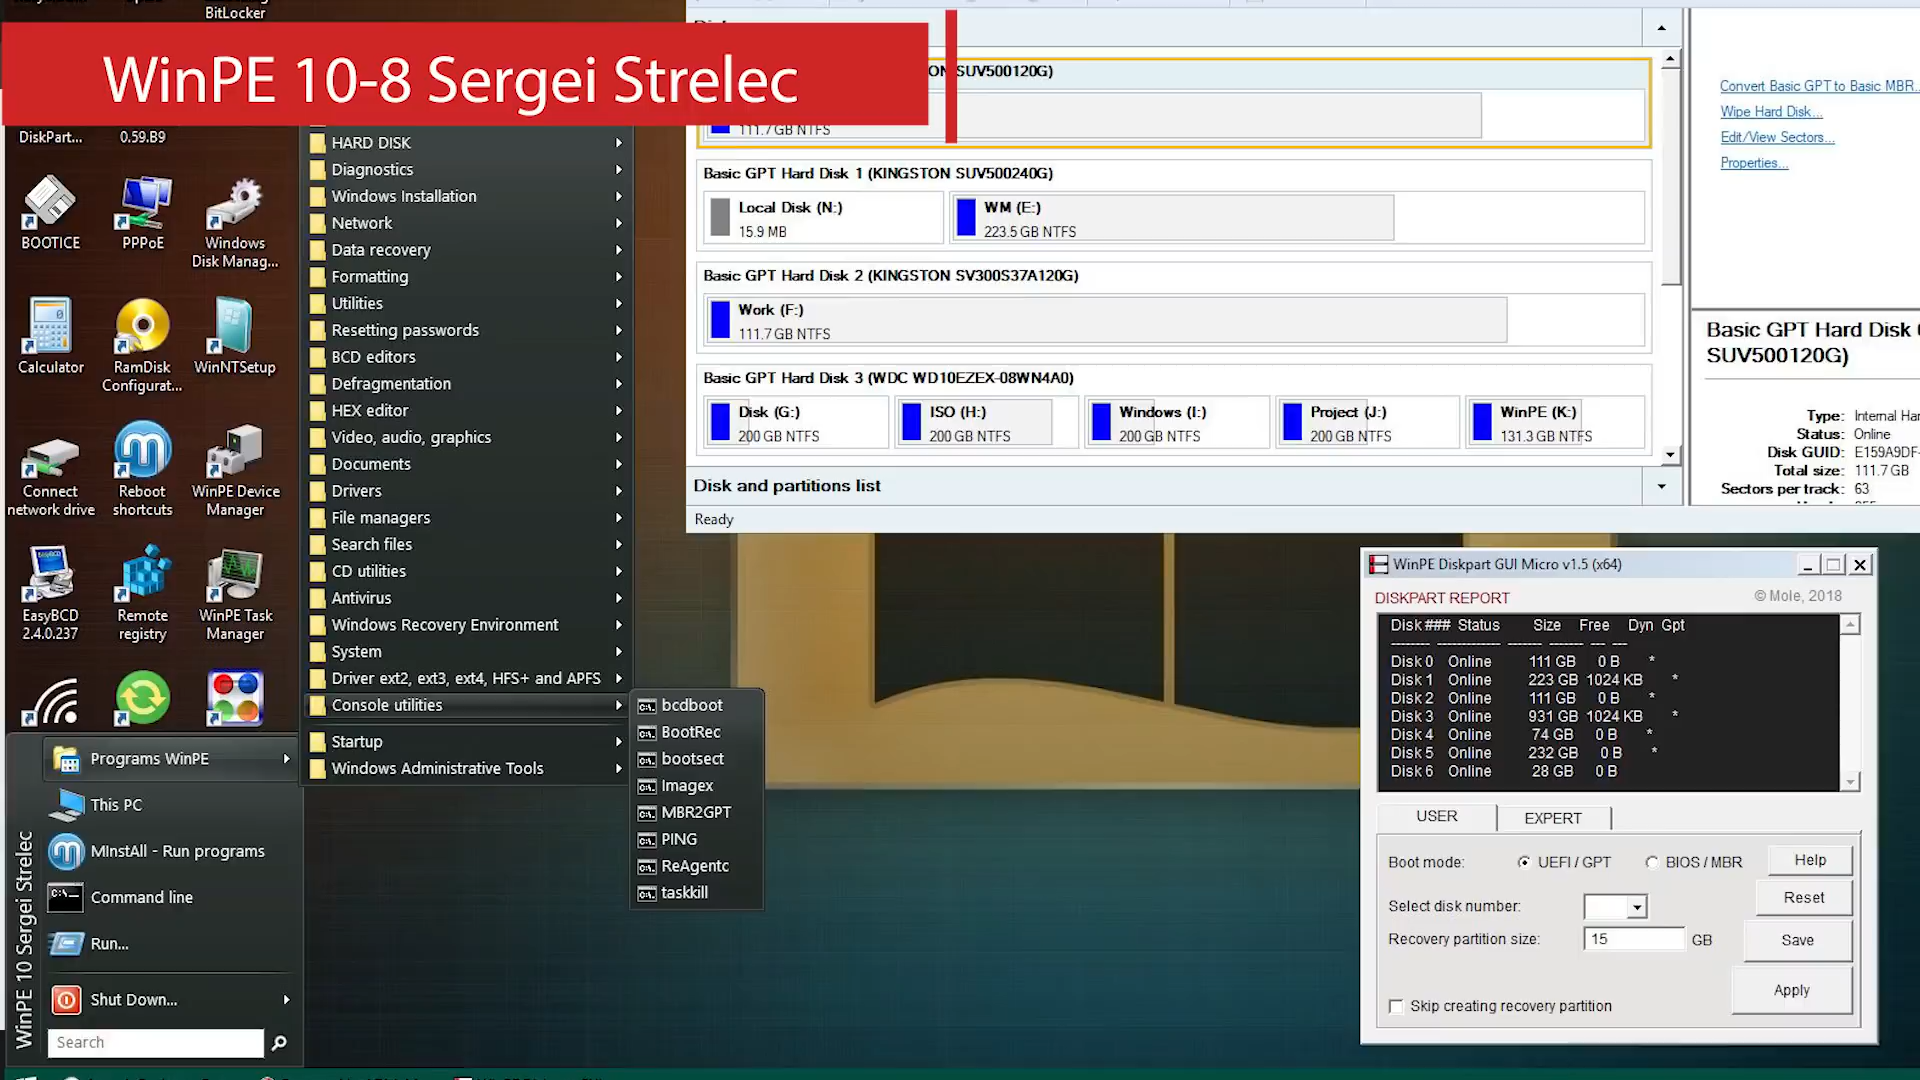 BitLocker
WinPE 10-8 Sergei Strelec
DiskPart...
0.59.B9
BOOTICE
PPPoE
Windows
Disk Manag...
Calculator
RamDisk
Configurat...
WinNTSetup
Connect
network drive
Reboot
shortcuts
WinPE Device
Manager
EasyBCD
2.4.0.237
Remote
registry
WinPE Task
Manager
Programs WinPE
This PC
MInstAll - Run programs
Command line
Run...
Shut Down...
Search
WinPE 10 Sergei Strelec
HARD DISK
Diagnostics
Windows Installation
Network
Data recovery
Formatting
Utilities
Resetting passwords
BCD editors
Defragmentation
HEX editor
Video, audio, graphics
Documents
Drivers
File managers
Search files
CD utilities
Antivirus
Windows Recovery Environment
System
Driver ext2, ext3, ext4, HFS+ and APFS
Console utilities
Startup
Windows Administrative Tools
bcdboot
BootRec
bootsect
Imagex
MBR2GPT
PING
ReAgentc
taskkill
ON SUV500120G)
111.7GB NTFS
Basic GPT Hard Disk 1 (KINGSTON SUV500240G)
Local Disk (N:)
15.9 MB
WM (E:)
223.5 GB NTFS
Basic GPT Hard Disk 2 (KINGSTON SV300S37A120G)
Work (F:)
111.7 GB NTFS
Basic GPT Hard Disk 3 (WDC WD10EZEX-08WN4A0)
Disk (G:)
200 GB NTFS
ISO (H:)
200 GB NTFS
Windows (I:)
200 GB NTFS
Project (J:)
200 GB NTFS
WinPE (K:)
131.3 GB NTFS
Disk and partitions list
Ready
Convert Basic GPT to Basic MBR...
Wipe Hard Disk...
Edit/View Sectors...
Properties...
Basic GPT Hard Disk
SUV500120G)
Type: Internal Har
Status: Online
Disk GUID: E159A9DF-
Total size: 111.7 GB
Sectors per track: 63
WinPE Diskpart GUI Micro v1.5 (x64)
DISKPART REPORT
© Mole, 2018
Disk ### Status Size Free Dyn Gpt
Disk 0 Online 111 GB 0 B *
Disk 1 Online 223 GB 1024 KB *
Disk 2 Online 111 GB 0 B *
Disk 3 Online 931 GB 1024 KB *
Disk 4 Online 74 GB 0 B *
Disk 5 Online 232 GB 0 B *
Disk 6 Online 28 GB 0 B
USER
EXPERT
Boot mode: UEFI / GPT BIOS / MBR
Help
Reset
Select disk number:
Recovery partition size: 15 GB
Save
Apply
Skip creating recovery partition